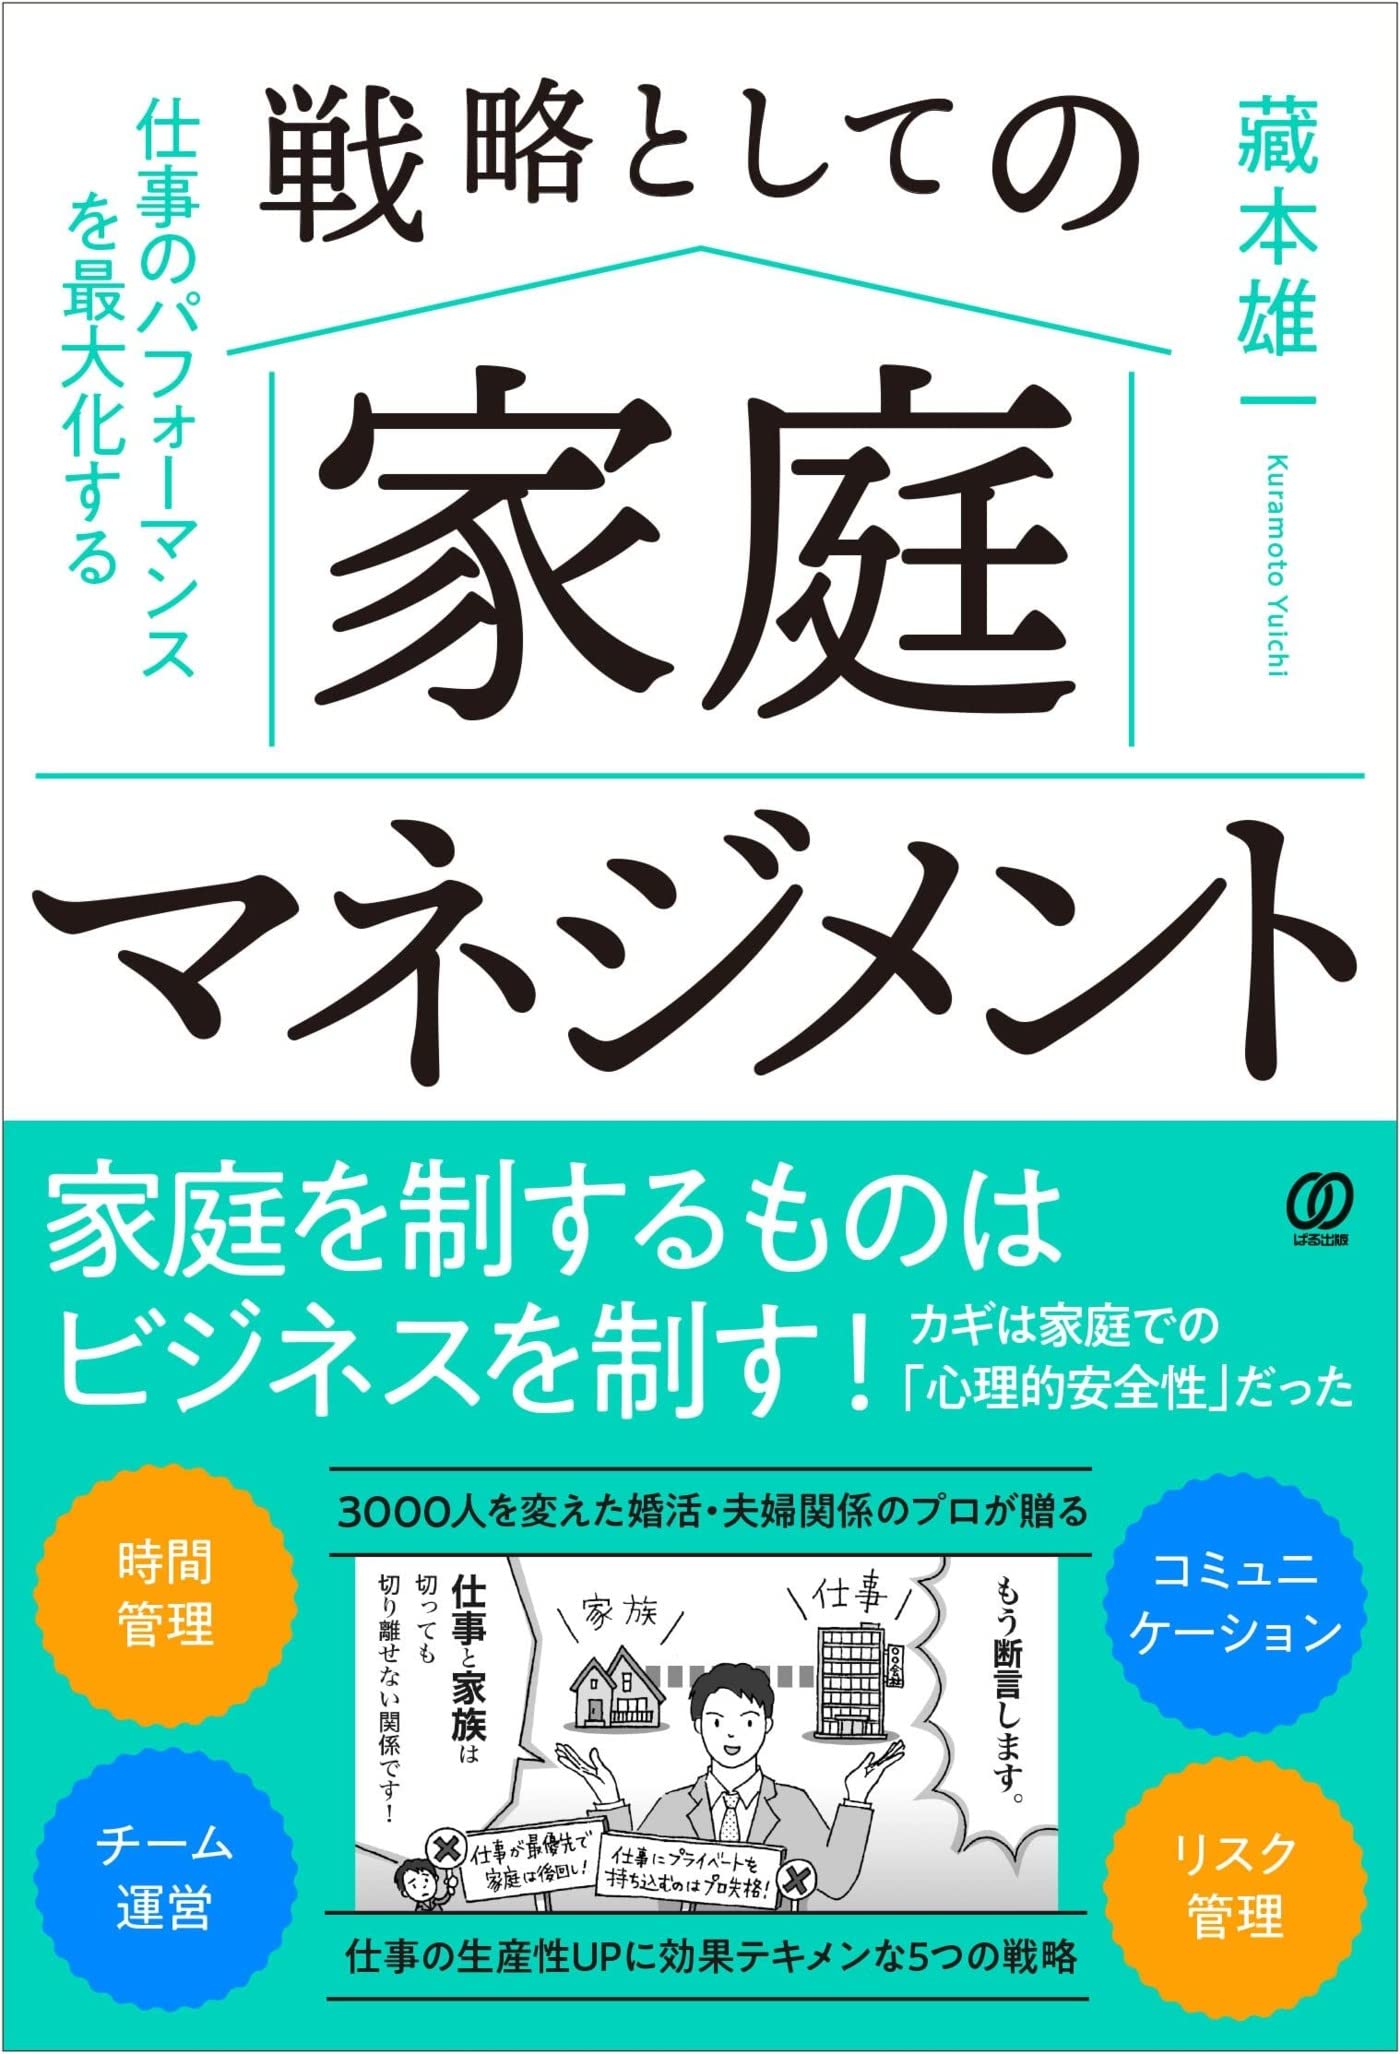 仕事のパフォーマンス
を最大化する
戦略としての
家庭
マネジメント
藏本雄一
Kuramoto Yuichi
家庭を制するものは
ビジネスを制す!
カギは家庭での
「心理的安全性」だった
ぱる出版
3000人を変えた婚活・夫婦関係のプロが贈る
時間
管理
コミュニ
ケーション
チーム
運営
リスク
管理
もう断言します。
仕事
家族
仕事と家族は
切っても
切り離せない関係です!
仕事が最優先で
家庭は後回し!
仕事にプライベートを
持ち込むのはプロ失格!
仕事の生産性UPに効果テキメンな5つの戦略